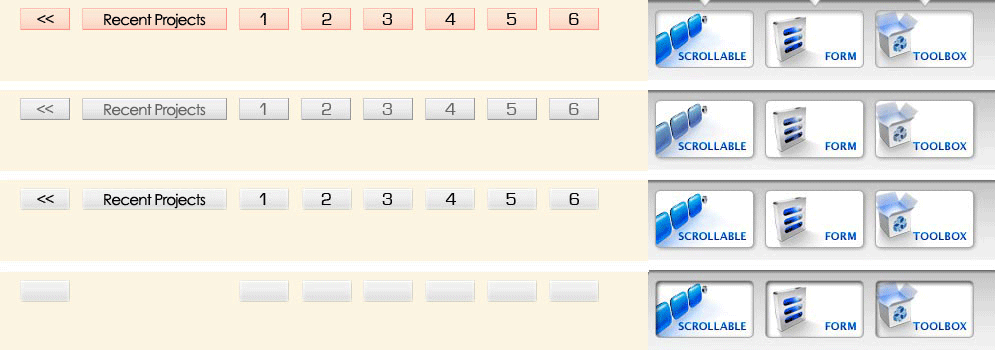 << Recent Projects 1 2 3 4 5 6 SCROLLABLE FORM TOOLBOX
<< Recent Projects 1 2 3 4 5 6 SCROLLABLE FORM TOOLBOX
<< Recent Projects 1 2 3 4 5 6 SCROLLABLE FORM TOOLBOX
SCROLLABLE FORM TOOLBOX